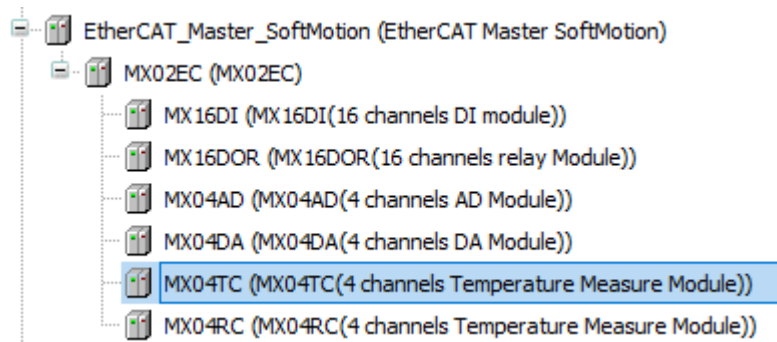 EtherCAT_Master_SoftMotion (EtherCAT Master SoftMotion)
MX02EC (MX02EC)
MX16DI (MX16DI(16 channels DI module))
MX16DOR (MX16DOR(16 channels relay Module))
MX04AD (MX04AD(4 channels AD Module))
MX04DA (MX04DA(4 channels DA Module))
MX04TC (MX04TC(4 channels Temperature Measure Module))
MX04RC (MX04RC(4 channels Temperature Measure Module))